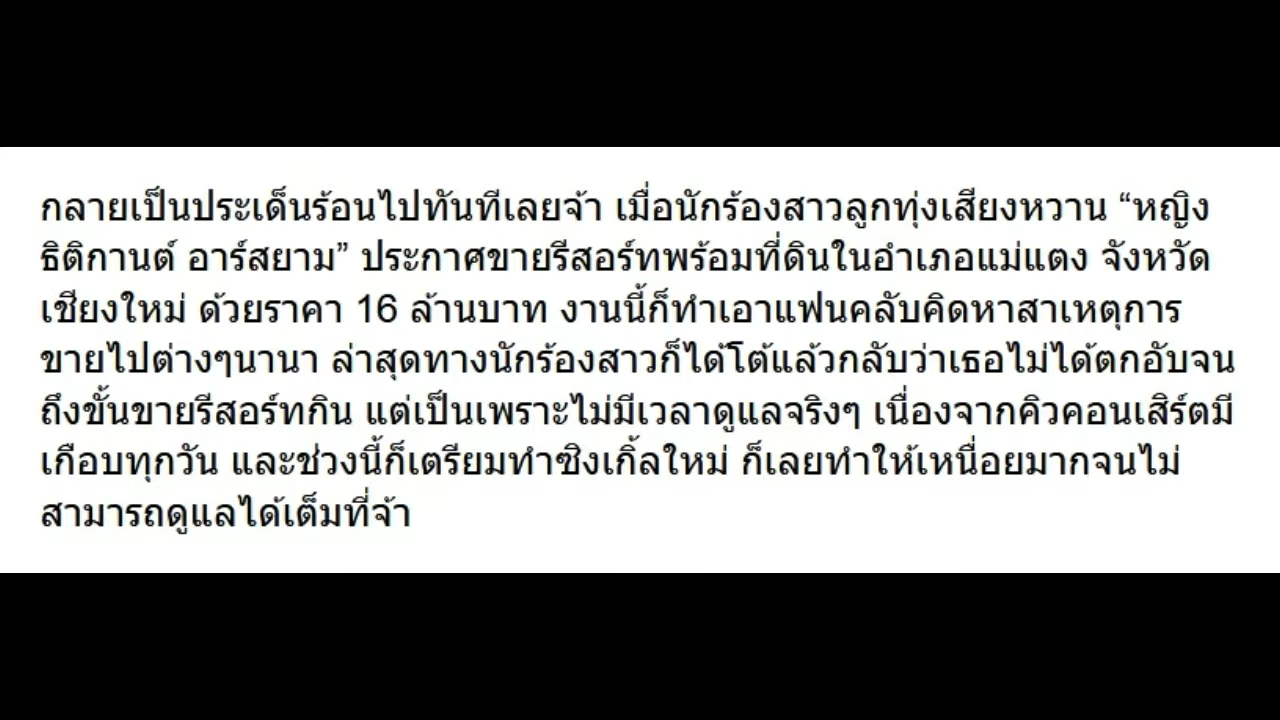 กลายเป็นประเด็นร้อนไปทันทีเลยจ้า เมื่อนักร้องสาวลูกทุ่งเสียงหวาน “หญิง
ธิติกานต์ อาร์สยาม” ประกาศขายรีสอร์ทพร้อมที่ดินในอำเภอแม่แตง จังหวัด
เชียงใหม่ ด้วยราคา 16 ล้านบาท งานนี้ก็ทำเอาแฟนคลับคิดหาสาเหตุการ
ขายไปต่างๆนานา ล่าสุดทางนักร้องสาวก็ได้โต้แล้วกลับว่าเธอไม่ได้ตกอับจน
ถึงขั้นขายรีสอร์ทกิน แต่เป็นเพราะไม่มีเวลาดูแลจริงๆ เนื่องจากคิวคอนเสิร์ตมี
เกือบทุกวัน และช่วงนี้ก็เตรียมทำซิงเกิ้ลใหม่ ก็เลยทำให้เหนื่อยมากจนไม่
สามารถดูแลได้เต็มที่จ้า